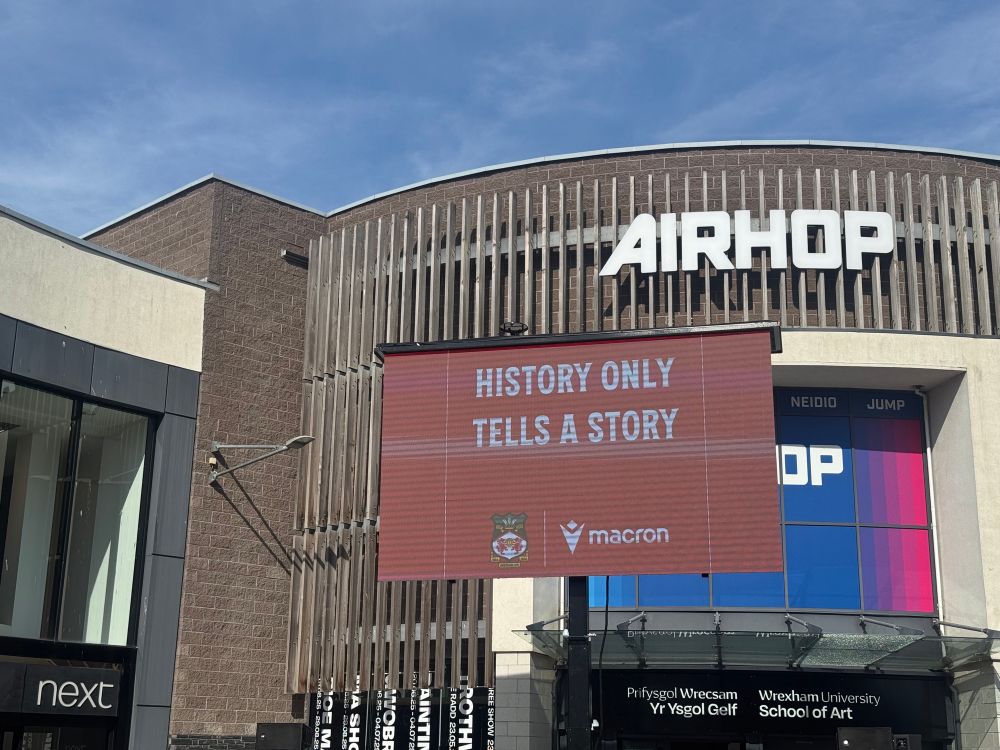 AIRHOP
HISTORY ONLY
TELLS A STORY
macron
NEIDIO JUMP
OP
next
Prifysgol Wrecsam
Yr Ysgol Gelf
Wrexham University
School of Art